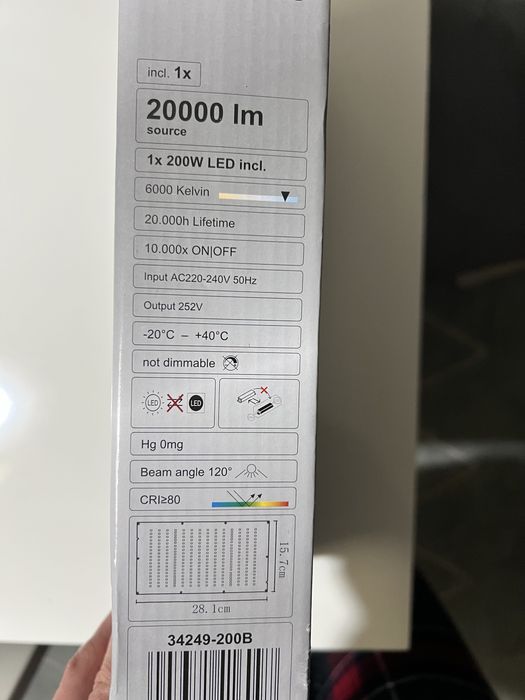 incl. 1x
20000 lm
source
1x 200W LED incl.
6000 Kelvin
20.000h Lifetime
10.000x ON|OFF
Input AC220-240V 50Hz
Output 252V
-20°C – +40°C
not dimmable
LED
LED
Hg 0mg
Beam angle 120°
CRI≥80
15.7cm
28.1cm
34249-200B